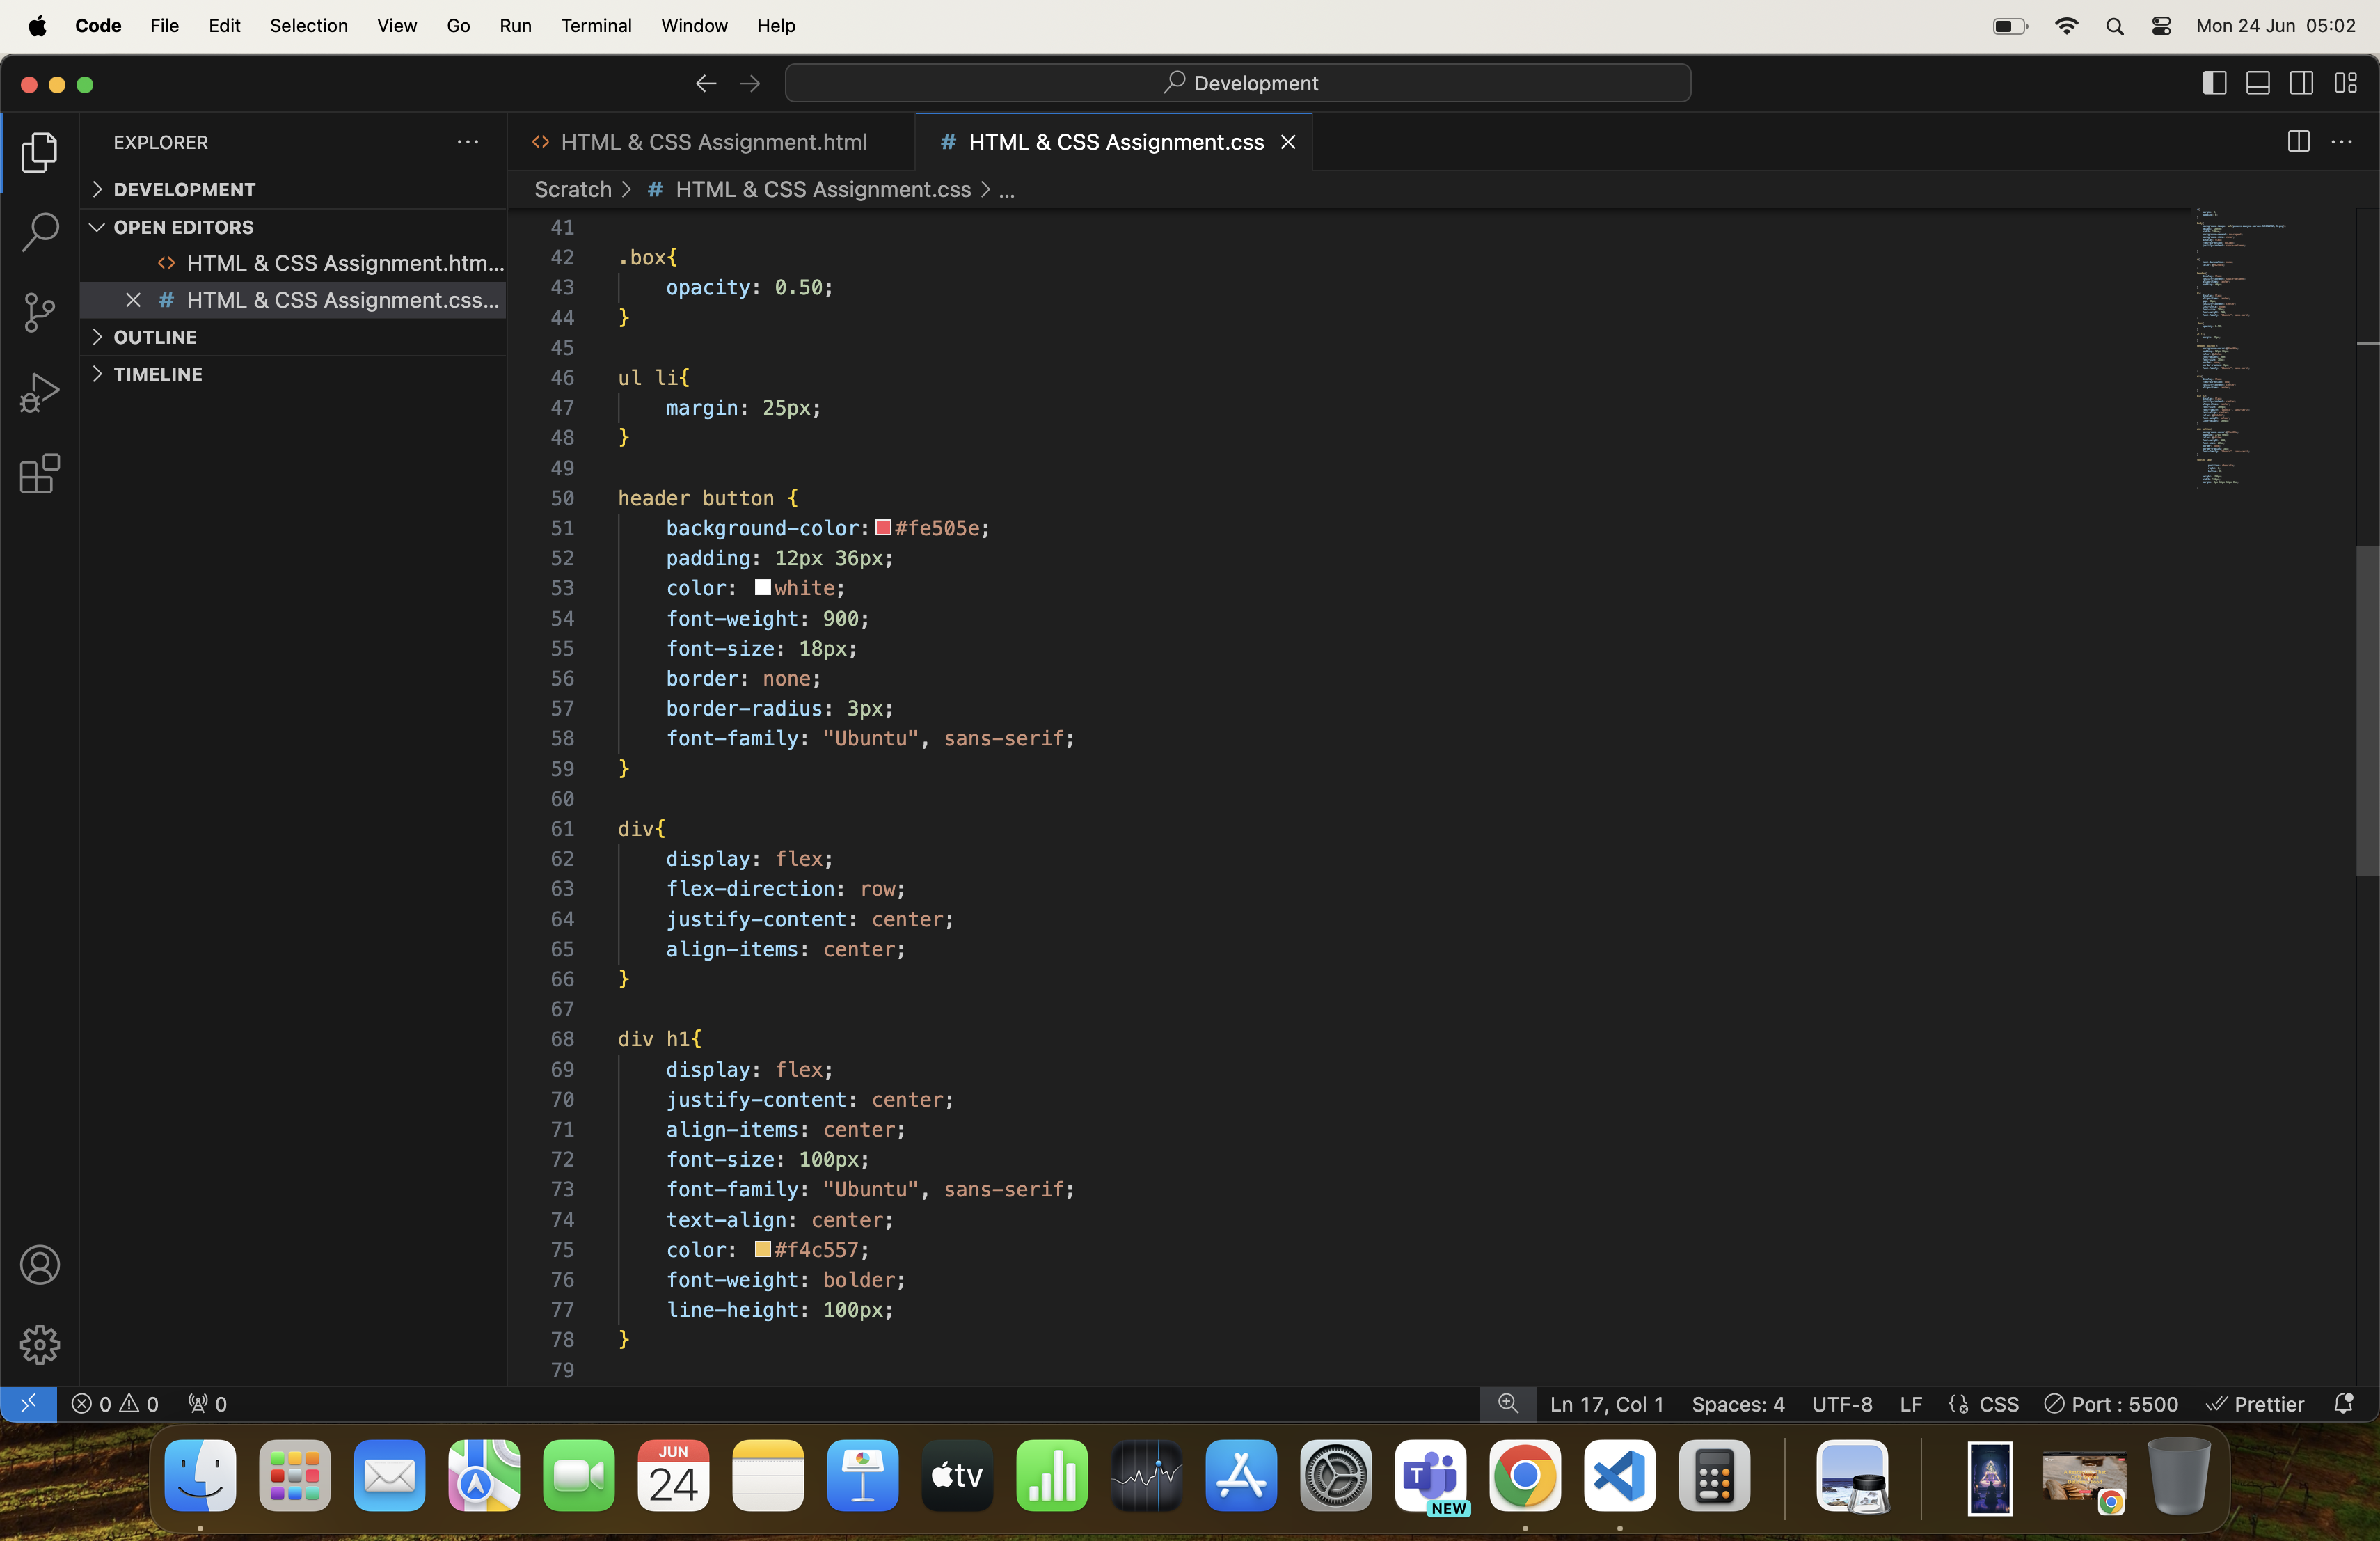 Code File Edit Selection View Go Run Terminal Window Help Mon 24 Jun 05:02
Development
EXPLORER
DEVELOPMENT
OPEN EDITORS
HTML & CSS Assignment.htm...
HTML & CSS Assignment.css...
OUTLINE
TIMELINE
HTML & CSS Assignment.html # HTML & CSS Assignment.css
Scratch > # HTML & CSS Assignment.css > ...
41
42 .box{
43 opacity: 0.50;
44 }
45
46 ul li{
47 margin: 25px;
48 }
49
50 header button {
51 background-color: #fe505e;
52 padding: 12px 36px;
53 color: white;
54 font-weight: 900;
55 font-size: 18px;
56 border: none;
57 border-radius: 3px;
58 font-family: "Ubuntu", sans-serif;
59 }
60
61 div{
62 display: flex;
63 flex-direction: row;
64 justify-content: center;
65 align-items: center;
66 }
67
68 div h1{
69 display: flex;
70 justify-content: center;
71 align-items: center;
72 font-size: 100px;
73 font-family: "Ubuntu", sans-serif;
74 text-align: center;
75 color: #f4c557;
76 font-weight: bolder;
77 line-height: 100px;
78 }
79
0 0 0 Ln 17, Col 1 Spaces: 4 UTF-8 LF CSS Port : 5500 Prettier
JUN
24
tv
T
NEW